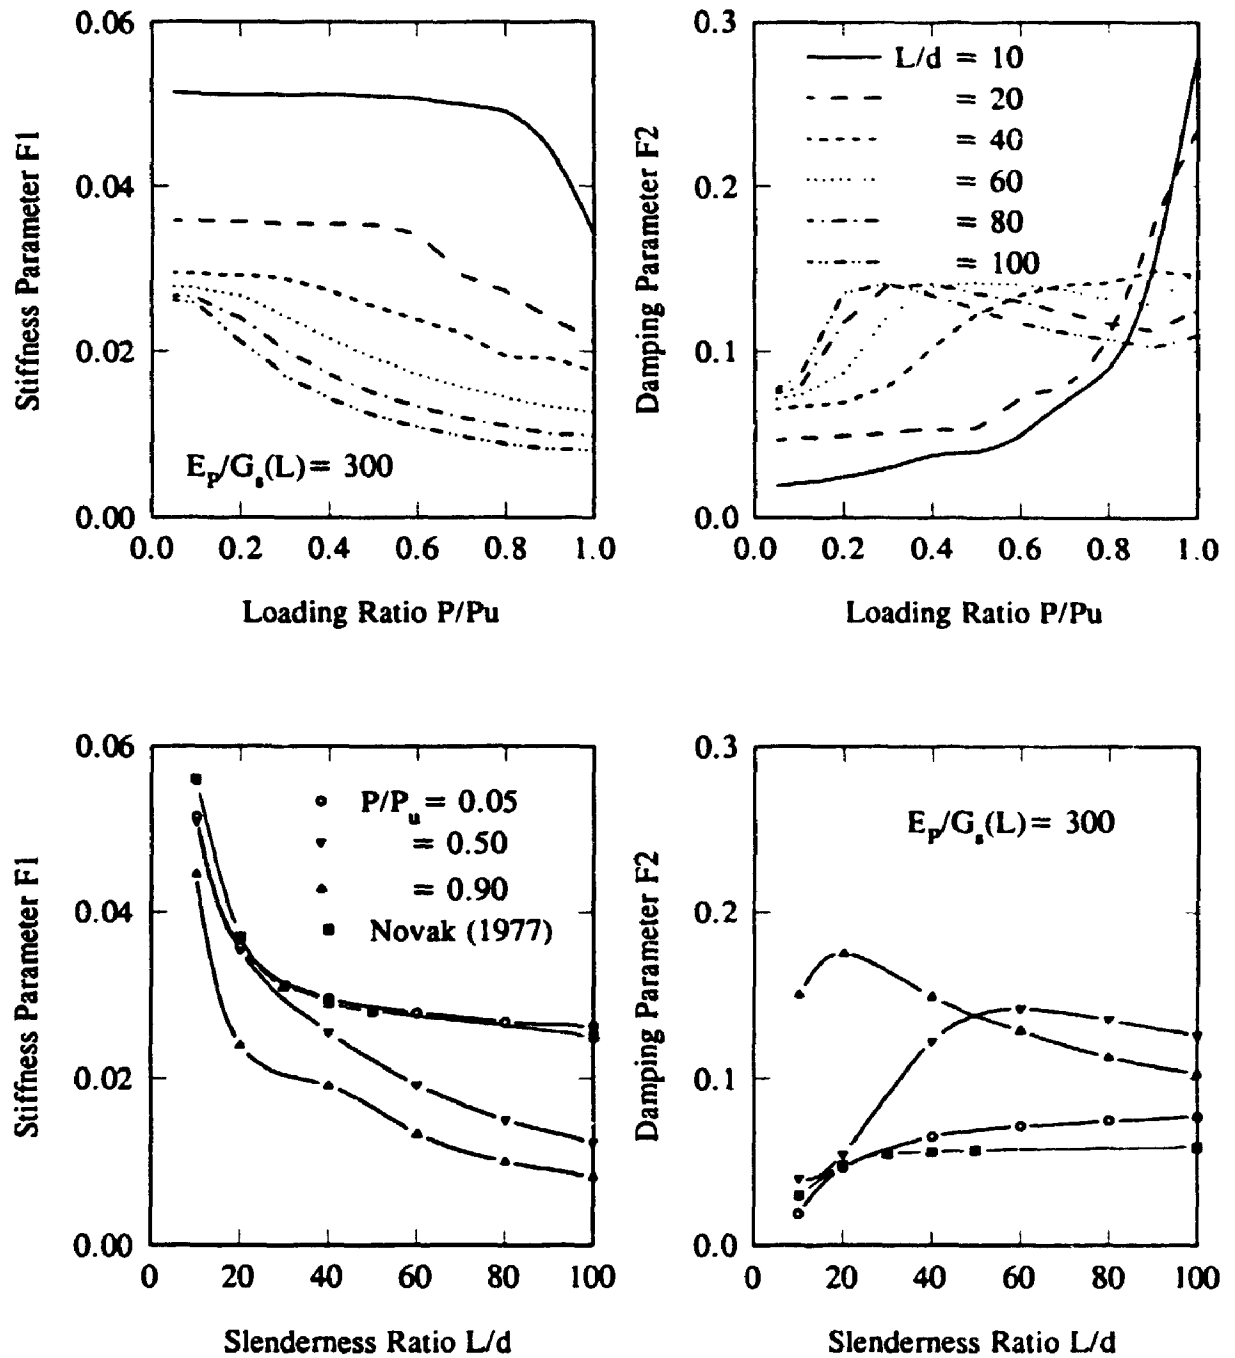 0.06
0.04
0.02
0.00
Stiffness Parameter F1
E_P/G_s(L) = 300
0.0 0.2 0.4 0.6 0.8 1.0
Loading Ratio P/Pu
0.3
0.2
0.1
0.0
Damping Parameter F2
L/d = 10
= 20
= 40
= 60
= 80
= 100
0.0 0.2 0.4 0.6 0.8 1.0
Loading Ratio P/Pu
0.06
0.04
0.02
0.00
Stiffness Parameter F1
P/P_u = 0.05
= 0.50
= 0.90
Novak (1977)
0 20 40 60 80 100
Slenderness Ratio L/d
0.3
0.2
0.1
0.0
Damping Parameter F2
E_P/G_s(L) = 300
0 20 40 60 80 100
Slenderness Ratio L/d